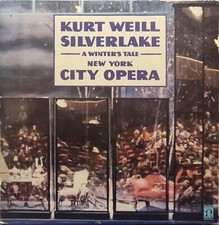 KURT WEILL
SILVERLAKE
A WINTER'S TALE
NEW YORK
CITY OPERA